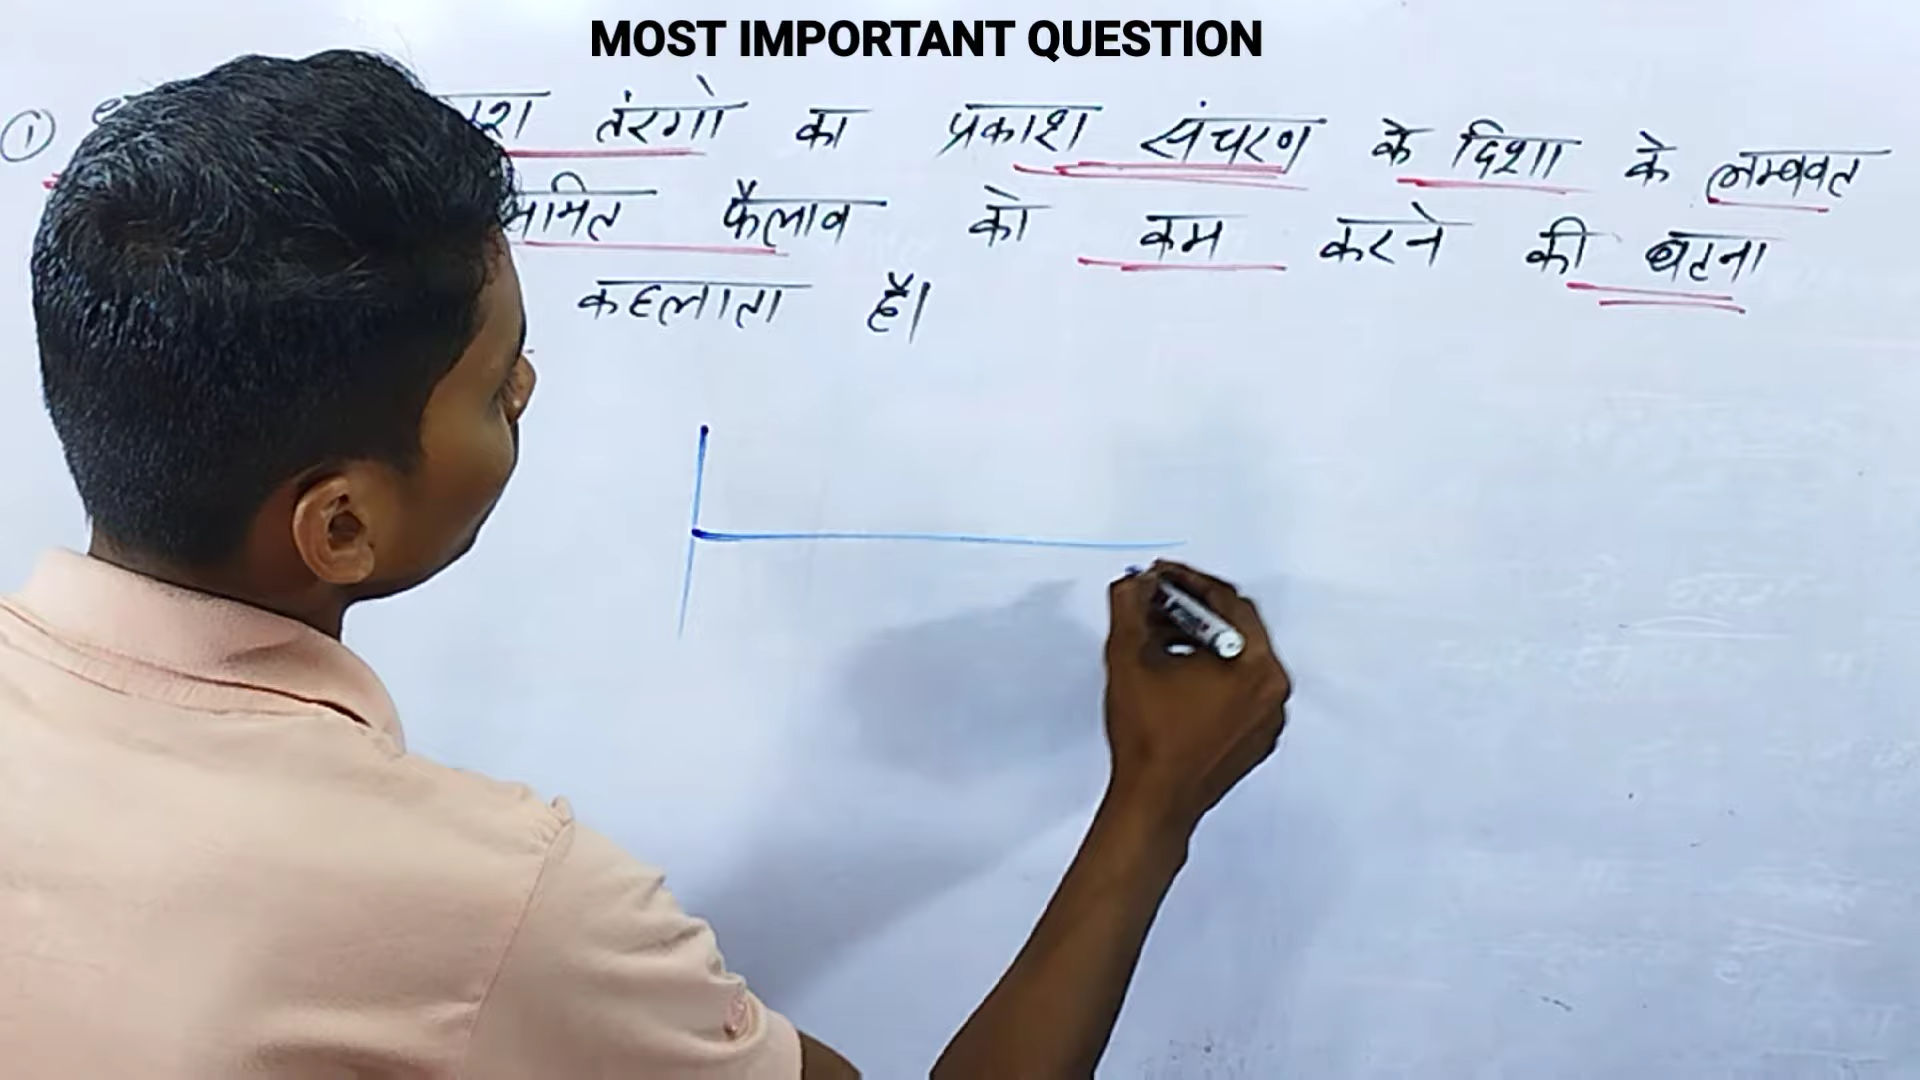 MOST IMPORTANT QUESTION
① तंरगो का प्रकाश संचरण के दिशा के लम्बवत
फैलाव को कम करने की घटना
कहलाता है।